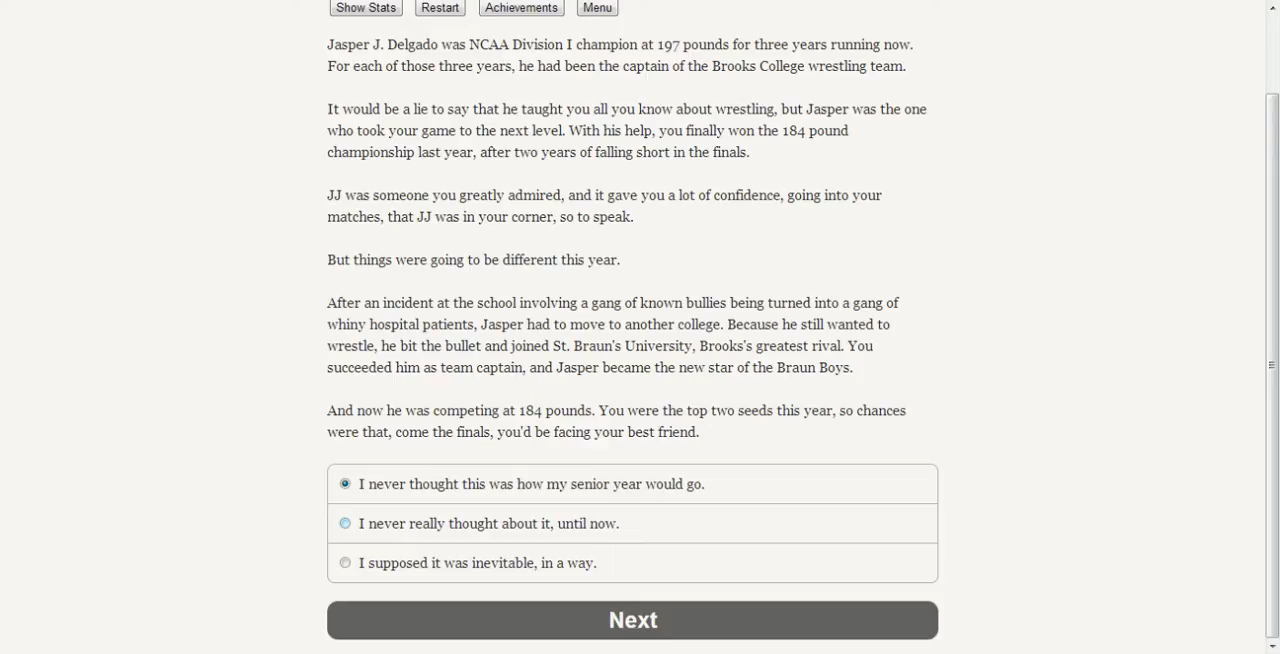 Show Stats Restart Achievements Menu
Jasper J. Delgado was NCAA Division I champion at 197 pounds for three years running now.
For each of those three years, he had been the captain of the Brooks College wrestling team.
It would be a lie to say that he taught you all you know about wrestling, but Jasper was the one
who took your game to the next level. With his help, you finally won the 184 pound
championship last year, after two years of falling short in the finals.
JJ was someone you greatly admired, and it gave you a lot of confidence, going into your
matches, that JJ was in your corner, so to speak.
But things were going to be different this year.
After an incident at the school involving a gang of known bullies being turned into a gang of
whiny hospital patients, Jasper had to move to another college. Because he still wanted to
wrestle, he bit the bullet and joined St. Braun's University, Brooks's greatest rival. You
succeeded him as team captain, and Jasper became the new star of the Braun Boys.
And now he was competing at 184 pounds. You were the top two seeds this year, so chances
were that, come the finals, you'd be facing your best friend.
I never thought this was how my senior year would go.
I never really thought about it, until now.
I supposed it was inevitable, in a way.
Next